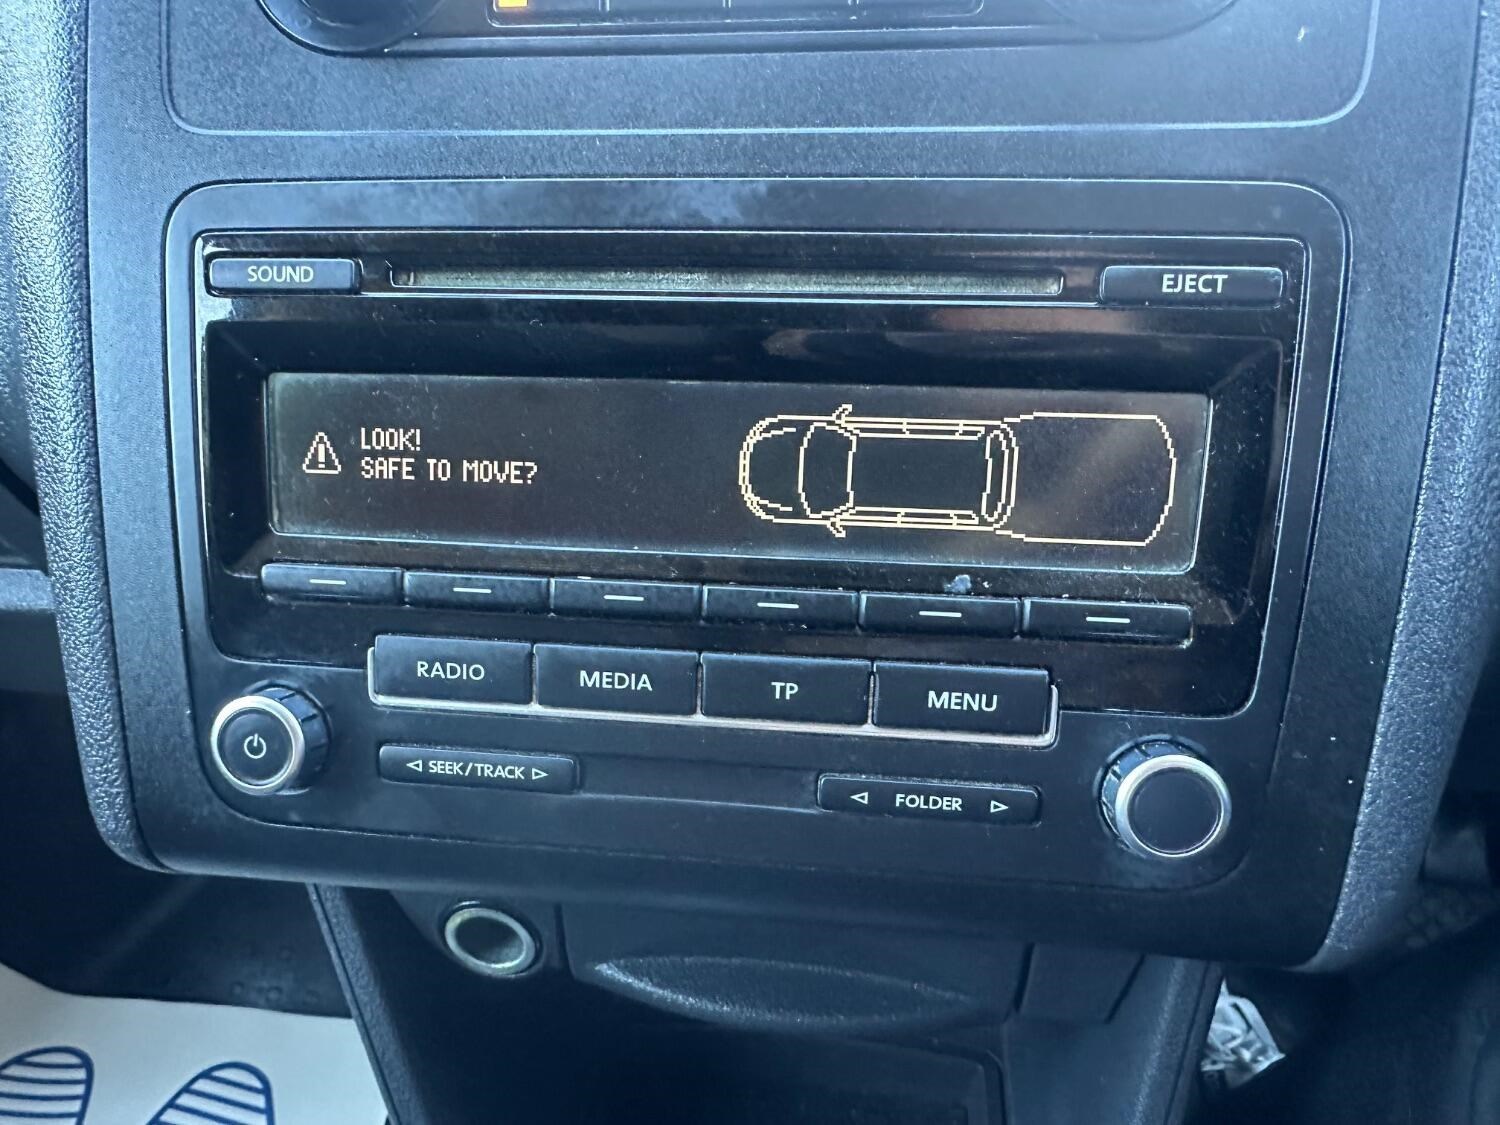 SOUND
EJECT
LOOK!
SAFE TO MOVE?
RADIO
MEDIA
TP
MENU
SEEK/TRACK
FOLDER